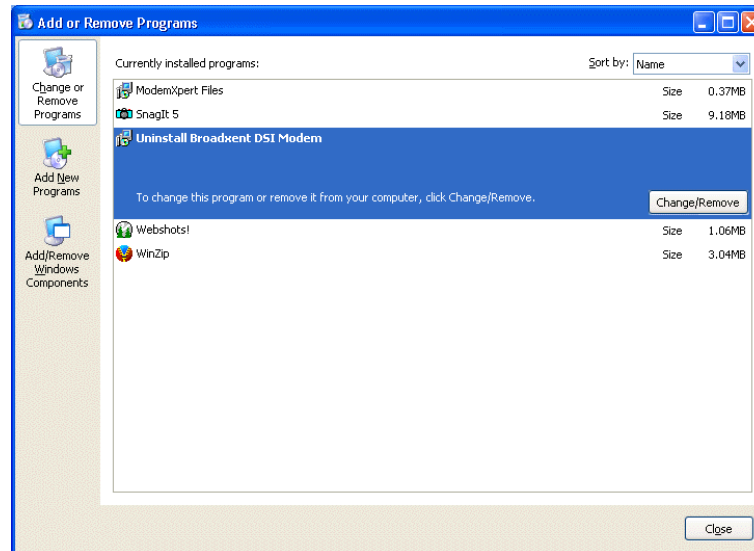 Add or Remove Programs
Change or
Remove
Programs
Add New
Programs
Add/Remove
Windows
Components
Currently installed programs:
Sort by: Name
ModemXpert Files Size 0.37MB
SnagIt 5 Size 9.18MB
Uninstall Broadxent DSI Modem
To change this program or remove it from your computer, click Change/Remove. Change/Remove
Webshots! Size 1.06MB
WinZip Size 3.04MB
Close